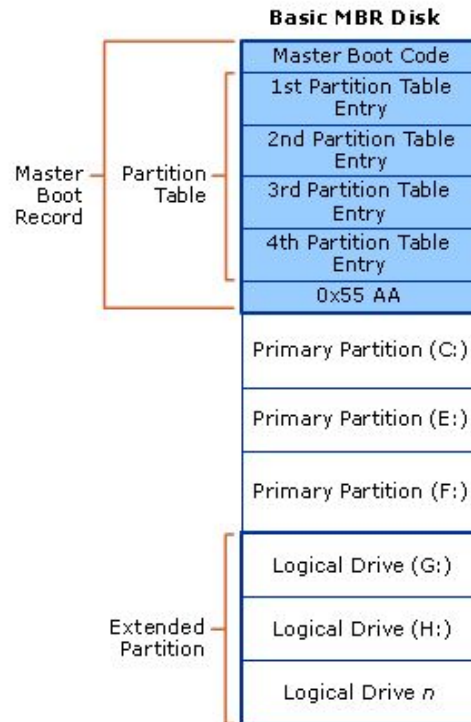 Basic MBR Disk
Master Boot Code
1st Partition Table
Entry
2nd Partition Table
Entry
3rd Partition Table
Entry
4th Partition Table
Entry
0x55 AA
Master
Boot
Record
Partition
Table
Primary Partition (C:)
Primary Partition (E:)
Primary Partition (F:)
Logical Drive (G:)
Logical Drive (H:)
Logical Drive n
Extended
Partition